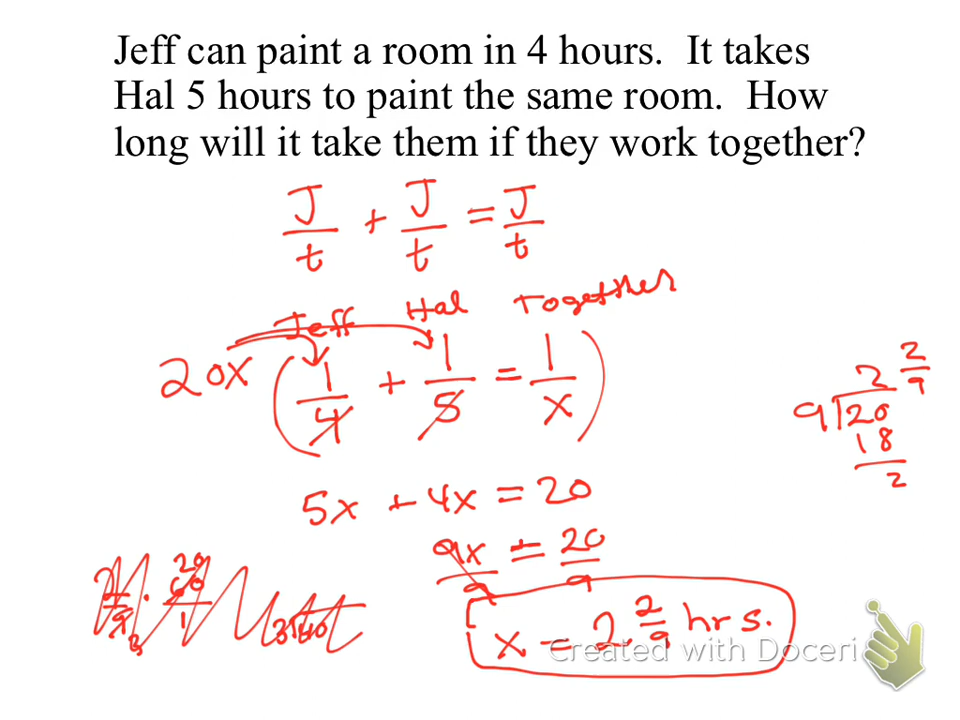 Jeff can paint a room in 4 hours. It takes
Hal 5 hours to paint the same room. How
long will it take them if they work together?
J/t + J/t = J/t
Jeff Hal Together
20x (1/4 + 1/5 = 1/x)
2 2/9
9)20
18
2
5x + 4x = 20
9x/9 = 20/9
x = 2 2/9 hrs.
Created with Doceri